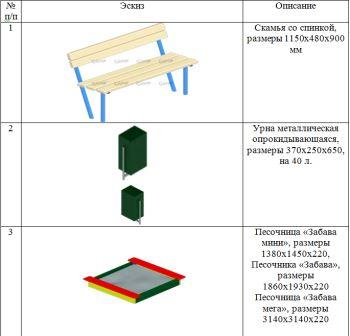 № п/п
Эскиз
Описание
1
Скамья со спинкой,
размеры 1150х480х900
мм
2
Урна металлическая
опрокидывающаяся,
размеры 370х250х650,
на 40 л.
3
Песочница «Забава
мини», размеры
1380х1450х220,
Песочника «Забава»,
размеры
1860х1930х220
Песочница «Забава
мега», размеры
3140х3140х220